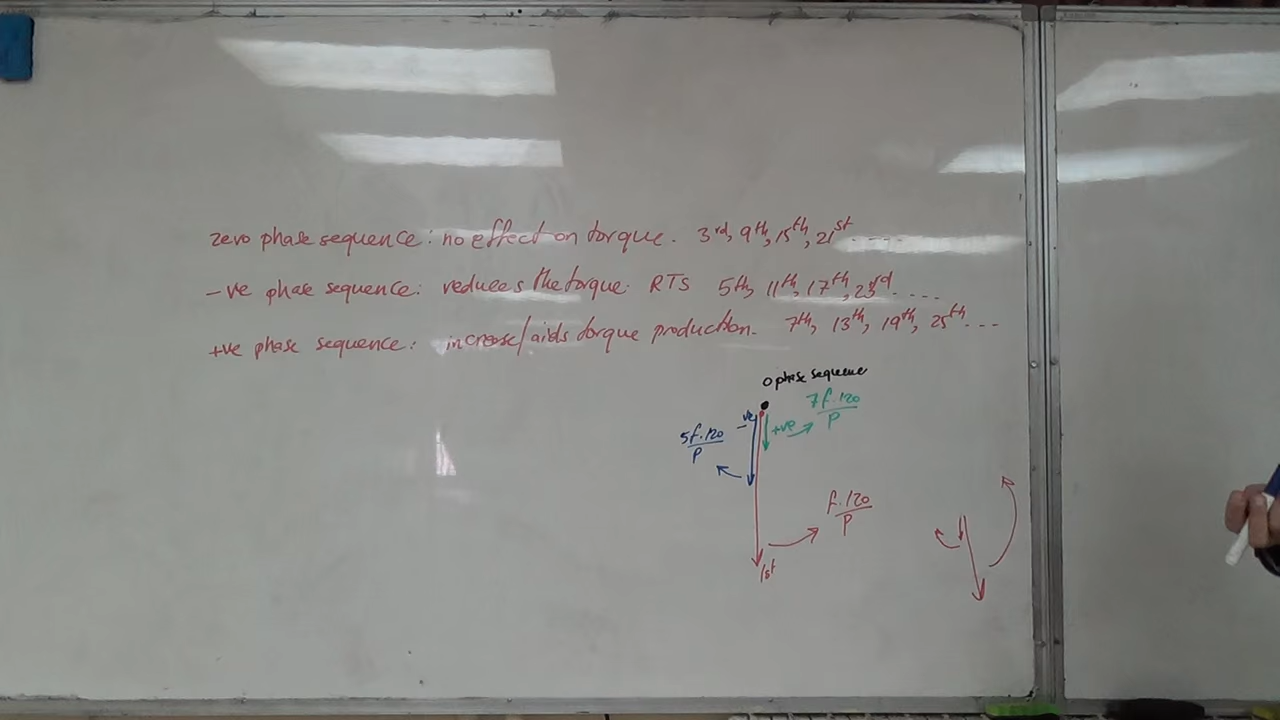 zero phase sequence: no effect on torque. 3rd, 9th, 15th, 21st ....
-ve phase sequence: reduces the torque. RTS 5th, 11th, 17th, 23rd ....
+ve phase sequence: increase/aids torque production. 7th, 13th, 19th, 25th ...
0 phase sequence
7f.120/P
-ve
+ve
5f.120/P
f.120/P
1st